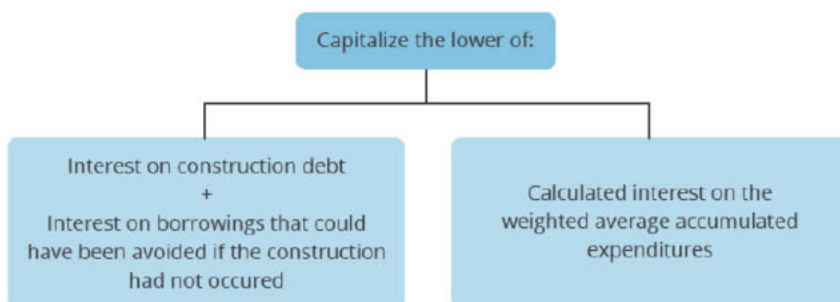 Capitalize the lower of:
Interest on construction debt
+
Interest on borrowings that could
have been avoided if the construction
had not occured
Calculated interest on the
weighted average accumulated
expenditures